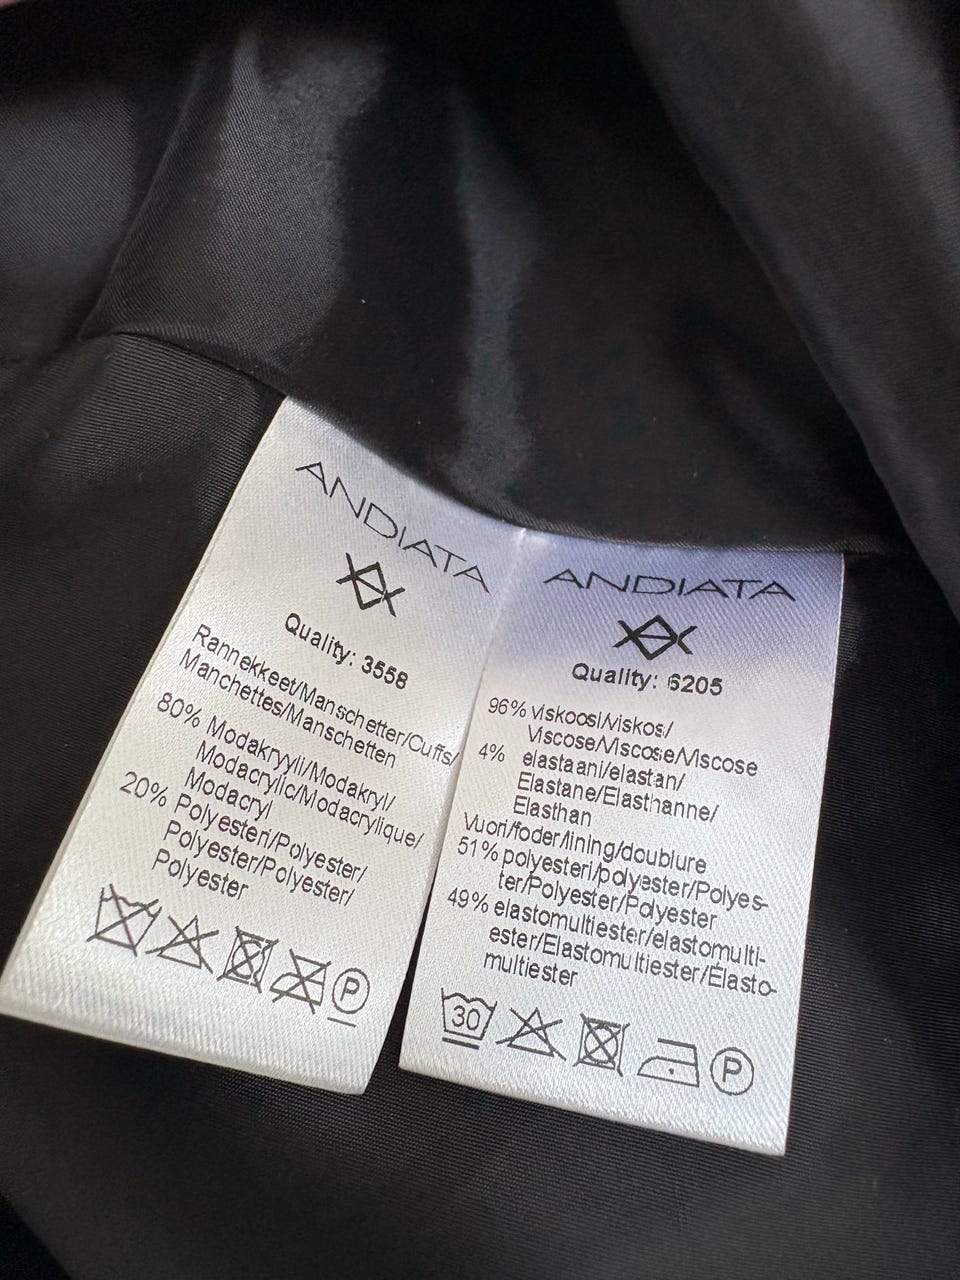 ANDIATA
Quality: 3558
Rannekkeet/Manschetter/Cuffs/
Manchettes/Manschetten
80% Modakryyli/Modakryl/
Modacrylic/Modacrylique/
Modacryl
20% Polyesteri/Polyester/
Polyester/Polyester/
Polyester
P
ANDIATA
Quality: 6205
96% viskoosi/viskos/
Viscose/Viscose/Viscose
4% elastaani/elastan/
Elastane/Elasthanne/
Elasthan
Vuori/foder/lining/doublure
51% polyesteri/polyester/Polyes-
ter/Polyester/Polyester
49% elastomultiester/elastomulti-
ester/Elastomultiester/Elasto-
multiester
30 P